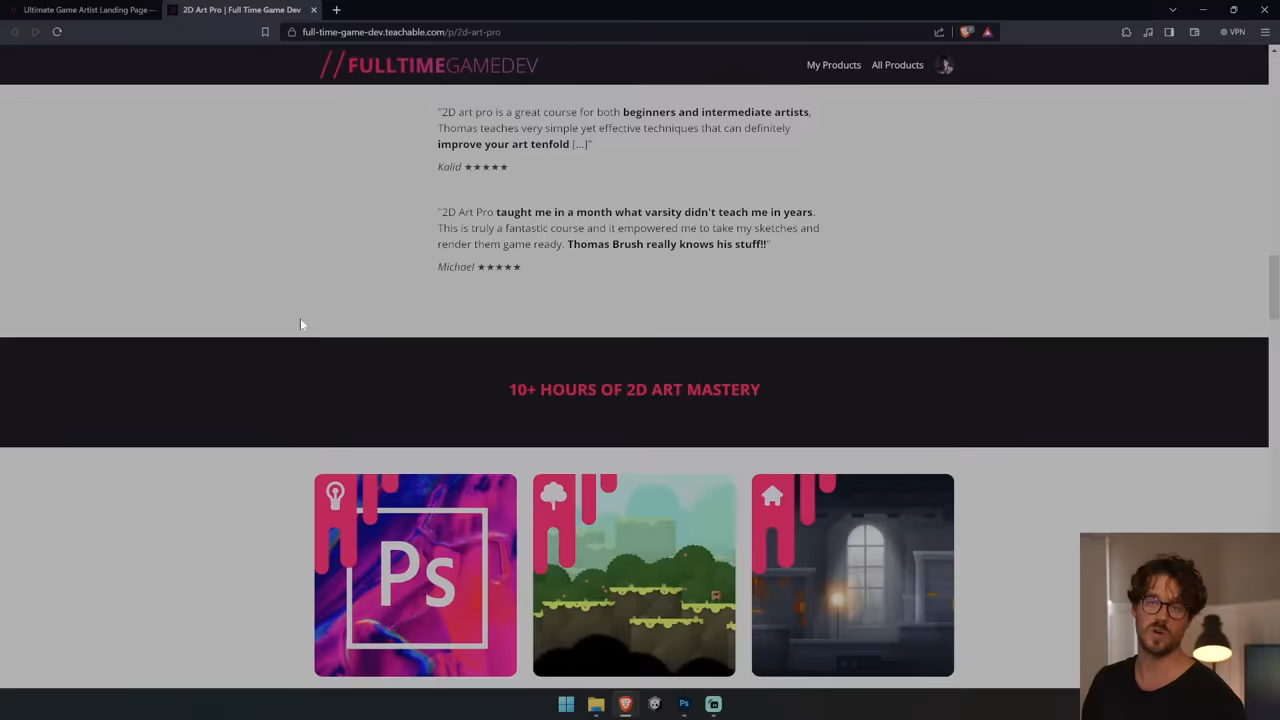 Ultimate Game Artist Landing Page —
2D Art Pro | Full Time Game Dev
full-time-game-dev.teachable.com/p/2d-art-pro
VPN
//FULLTIMEGAMEDEV
My Products
All Products
"2D art pro is a great course for both beginners and intermediate artists,
Thomas teaches very simple yet effective techniques that can definitely
improve your art tenfold [...]"
Kalid ★★★★★
"2D Art Pro taught me in a month what varsity didn't teach me in years.
This is truly a fantastic course and it empowered me to take my sketches and
render them game ready. Thomas Brush really knows his stuff!!"
Michael ★★★★★
10+ HOURS OF 2D ART MASTERY
Ps
Ps